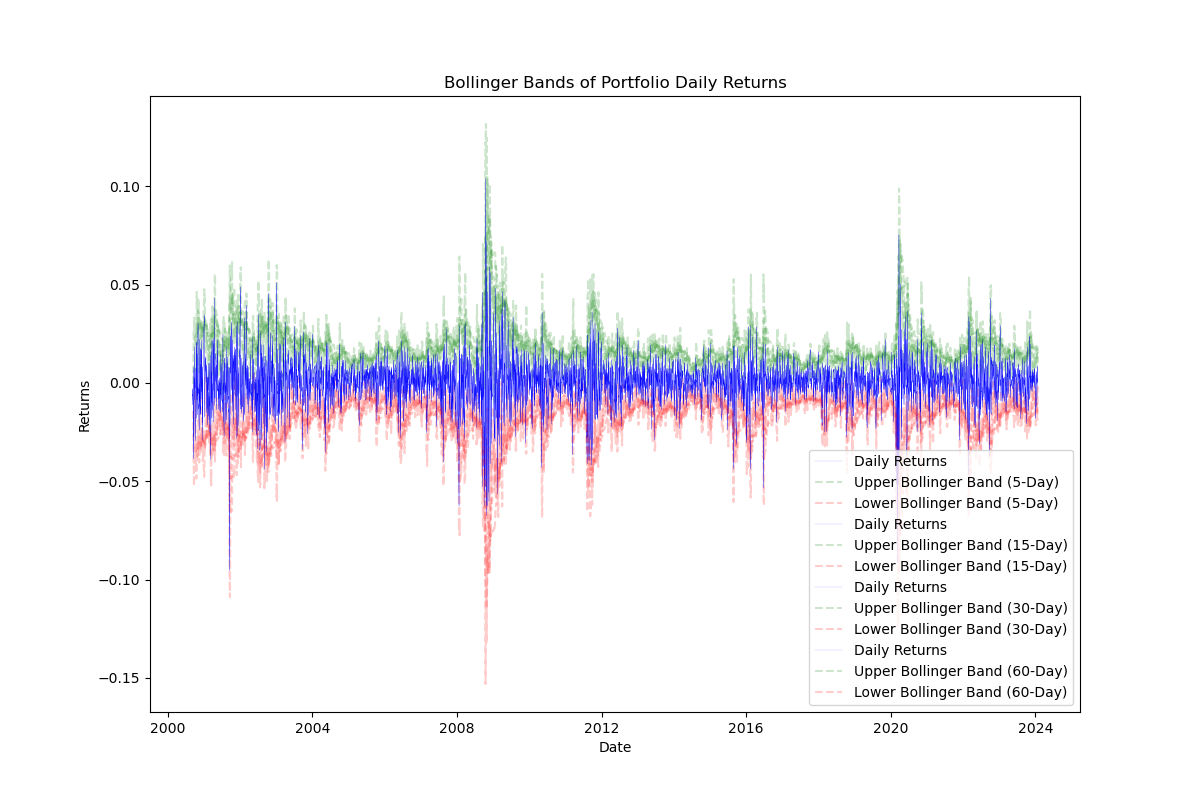 Bollinger Bands of Portfolio Daily Returns
0.10
0.05
0.00
−0.05
−0.10
−0.15
Returns
2000 2004 2008 2012 2016 2020 2024
Date
Daily Returns
Upper Bollinger Band (5-Day)
Lower Bollinger Band (5-Day)
Daily Returns
Upper Bollinger Band (15-Day)
Lower Bollinger Band (15-Day)
Daily Returns
Upper Bollinger Band (30-Day)
Lower Bollinger Band (30-Day)
Daily Returns
Upper Bollinger Band (60-Day)
Lower Bollinger Band (60-Day)